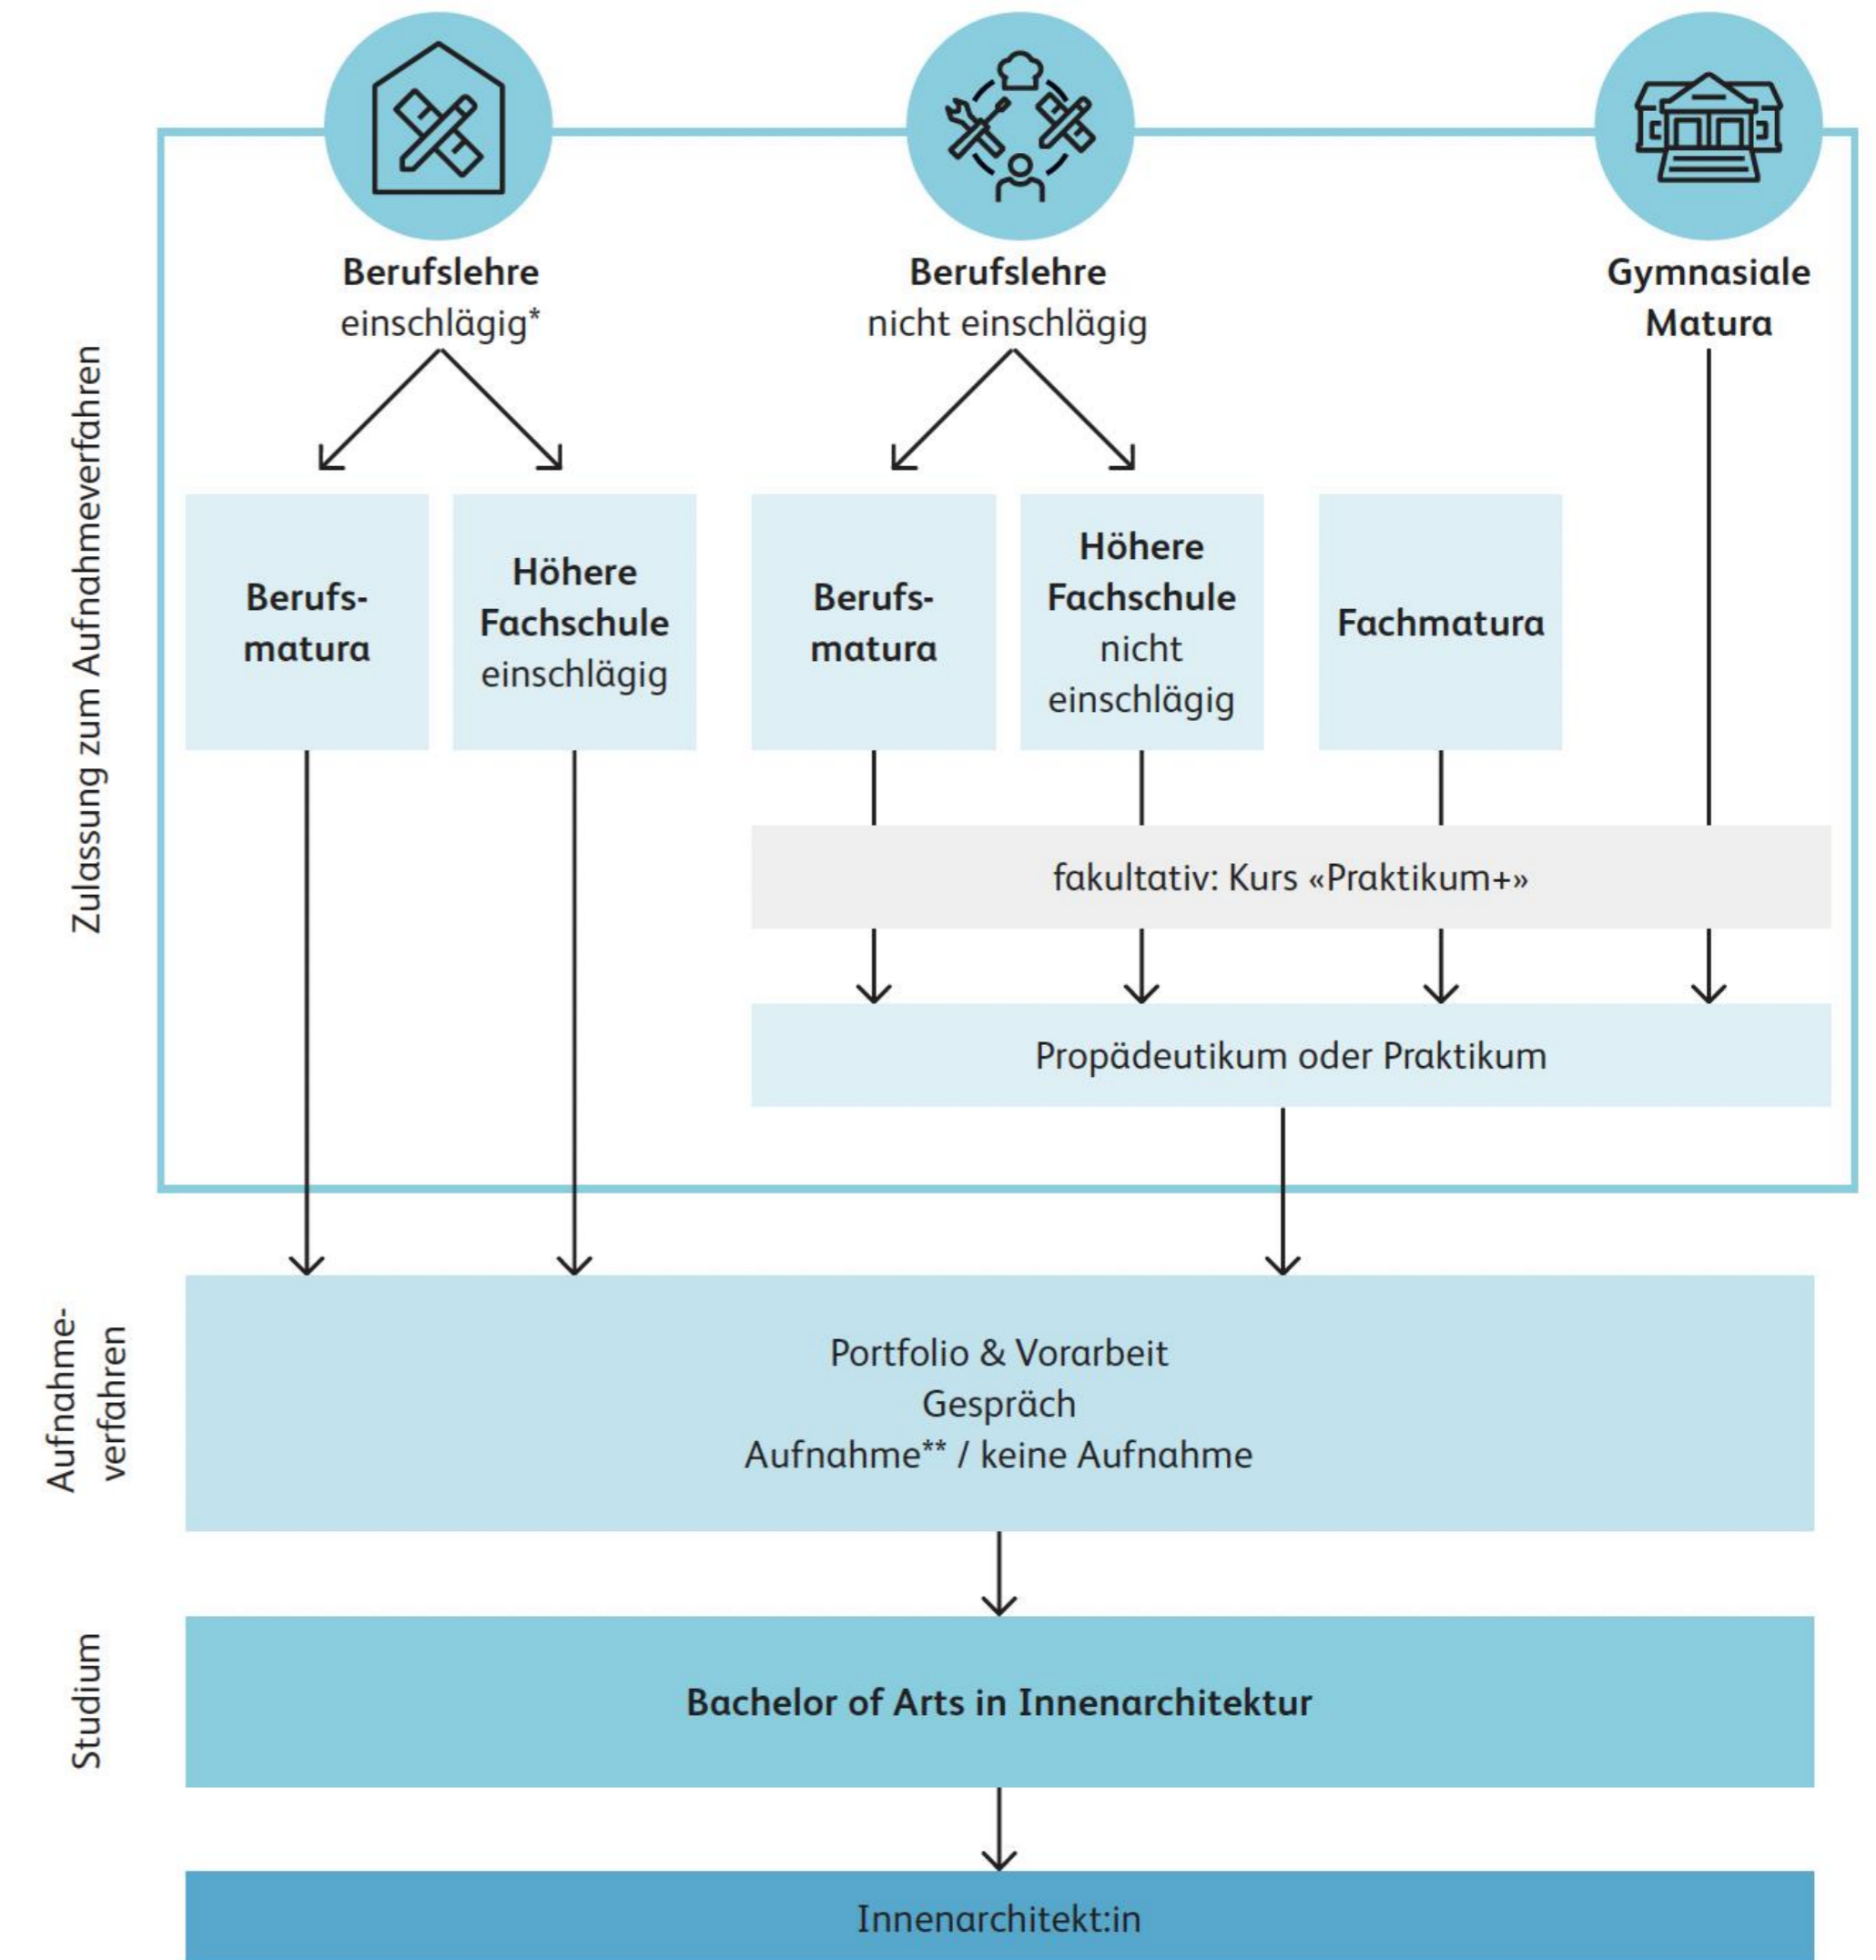 Zulassung zum Aufnahmeverfahren
Berufslehre
einschlägig*
Berufslehre
nicht einschlägig
Gymnasiale
Matura
Berufs-
matura
Höhere
Fachschule
einschlägig
Berufs-
matura
Höhere
Fachschule
nicht
einschlägig
Fachmatura
fakultativ: Kurs «Praktikum+»
Propädeutikum oder Praktikum
Aufnahme-
verfahren
Portfolio & Vorarbeit
Gespräch
Aufnahme** / keine Aufnahme
Studium
Bachelor of Arts in Innenarchitektur
Innenarchitekt:in